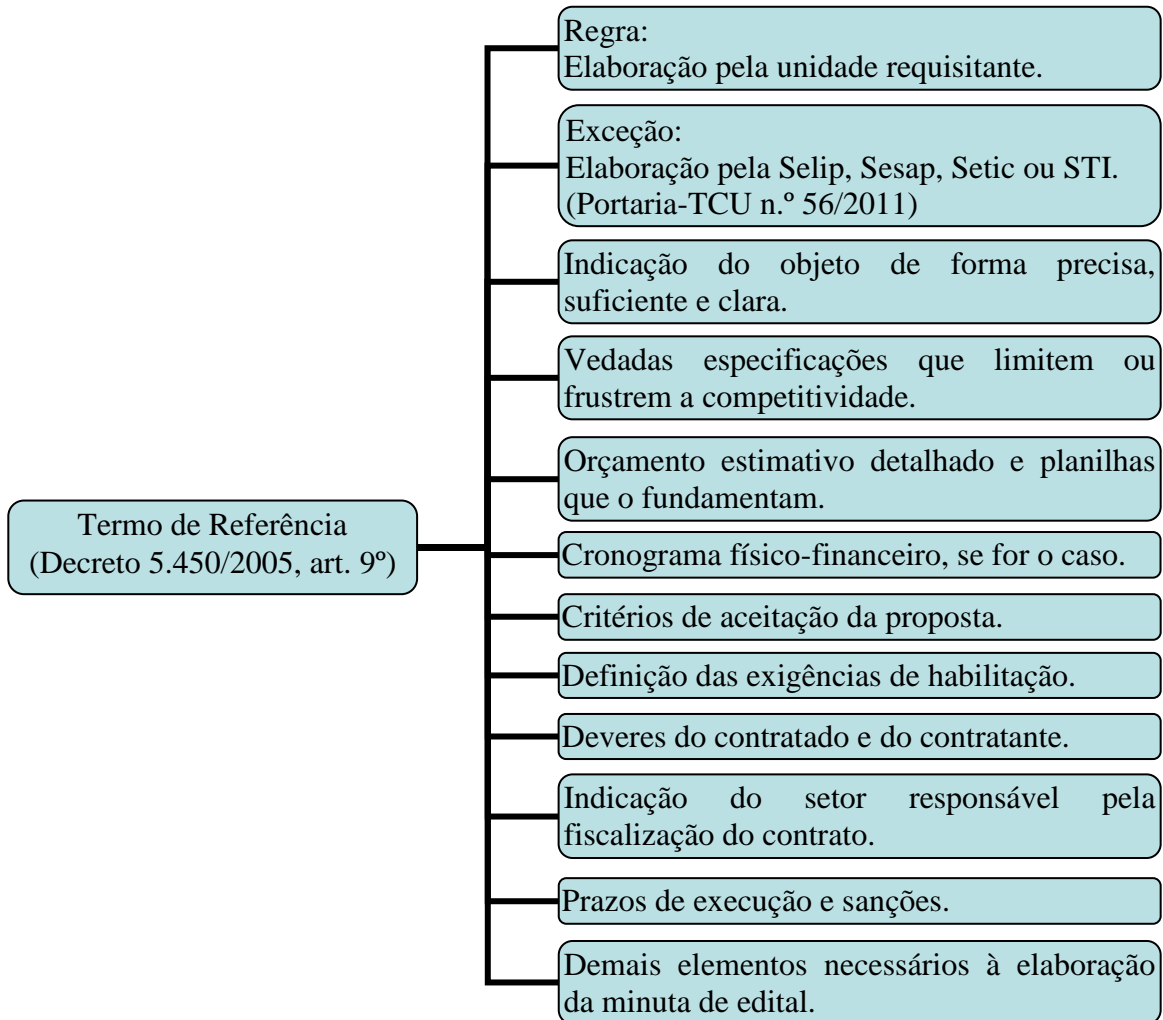 Regra:
Elaboração pela unidade requisitante.
Exceção:
Elaboração pela Selip, Sesap, Setic ou STI.
(Portaria-TCU n.º 56/2011)
Indicação do objeto de forma precisa,
suficiente e clara.
Vedadas especificações que limitem ou
frustrem a competitividade.
Orçamento estimativo detalhado e planilhas
que o fundamentam.
Termo de Referência
(Decreto 5.450/2005, art. 9º)
Cronograma físico-financeiro, se for o caso.
Critérios de aceitação da proposta.
Definição das exigências de habilitação.
Deveres do contratado e do contratante.
Indicação do setor responsável pela
fiscalização do contrato.
Prazos de execução e sanções.
Demais elementos necessários à elaboração
da minuta de edital.